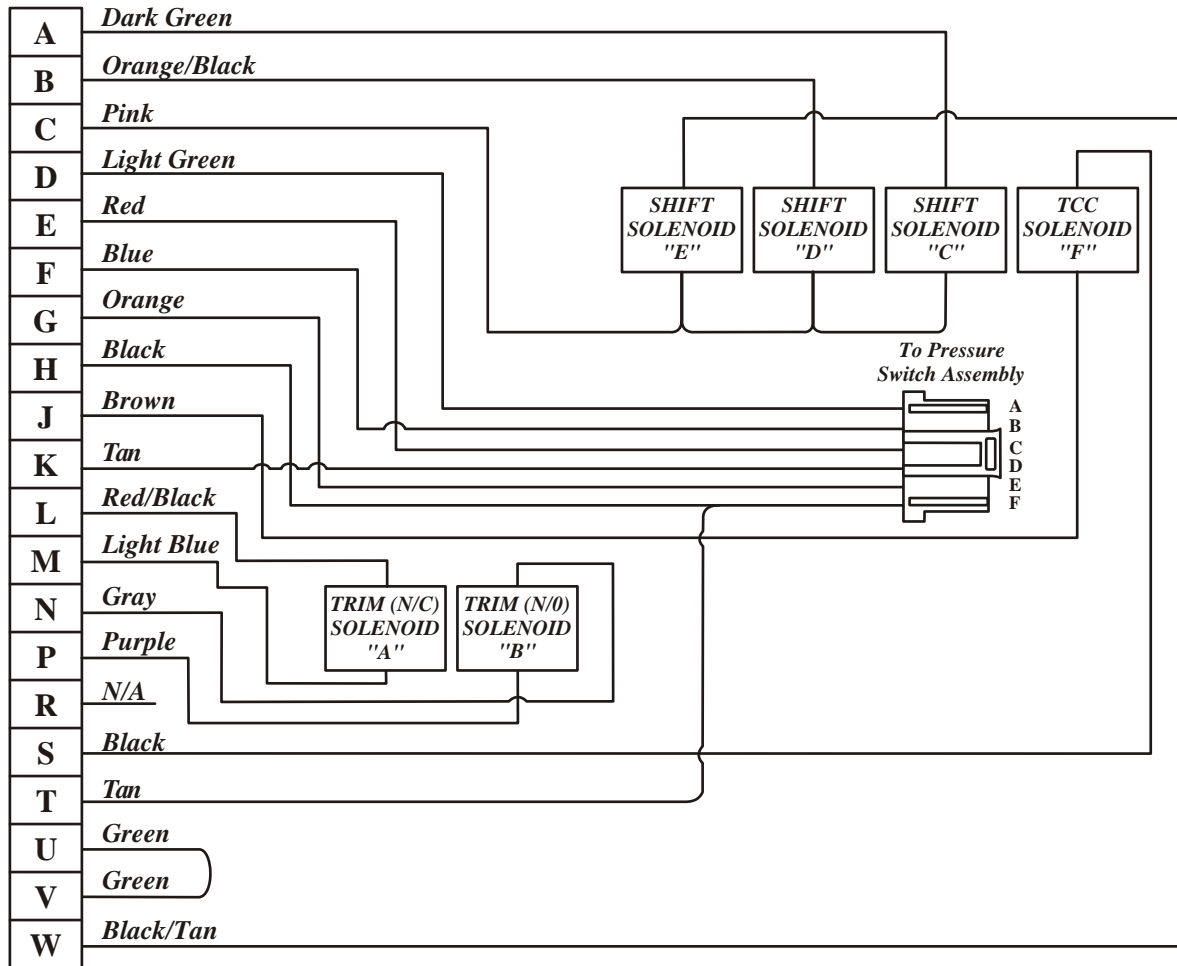 A Dark Green
B Orange/Black
C Pink
D Light Green
E Red
F Blue
G Orange
H Black
J Brown
K Tan
L Red/Black
M Light Blue
N Gray
P Purple
R N/A
S Black
T Tan
U Green
V Green
W Black/Tan
SHIFT
SOLENOID
"E"
SHIFT
SOLENOID
"D"
SHIFT
SOLENOID
"C"
TCC
SOLENOID
"F"
To Pressure
Switch Assembly
A
B
C
D
E
F
TRIM (N/C)
SOLENOID
"A"
TRIM (N/0)
SOLENOID
"B"